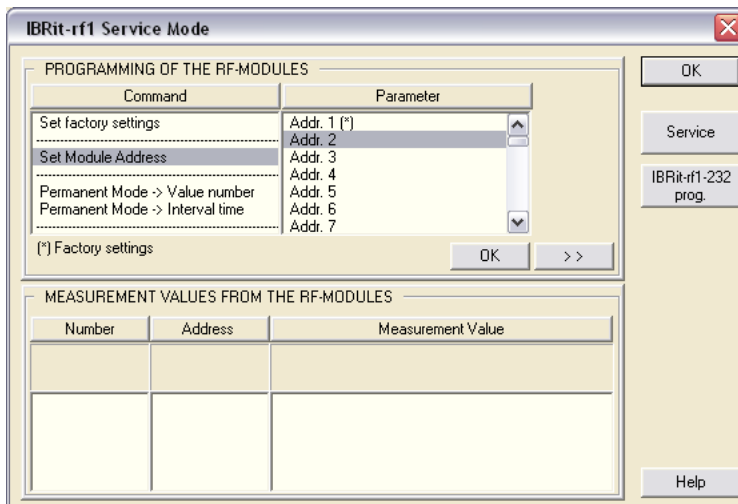 IBRit-rf1 Service Mode
PROGRAMMING OF THE RF-MODULES
Command
Parameter
Set factory settings
Set Module Address
Permanent Mode -> Value number
Permanent Mode -> Interval time
Addr. 1 (*)
Addr. 2
Addr. 3
Addr. 4
Addr. 5
Addr. 6
Addr. 7
(*) Factory settings
OK
>>
OK
Service
IBRit-rf1-232
prog.
MEASUREMENT VALUES FROM THE RF-MODULES
Number
Address
Measurement Value
Help